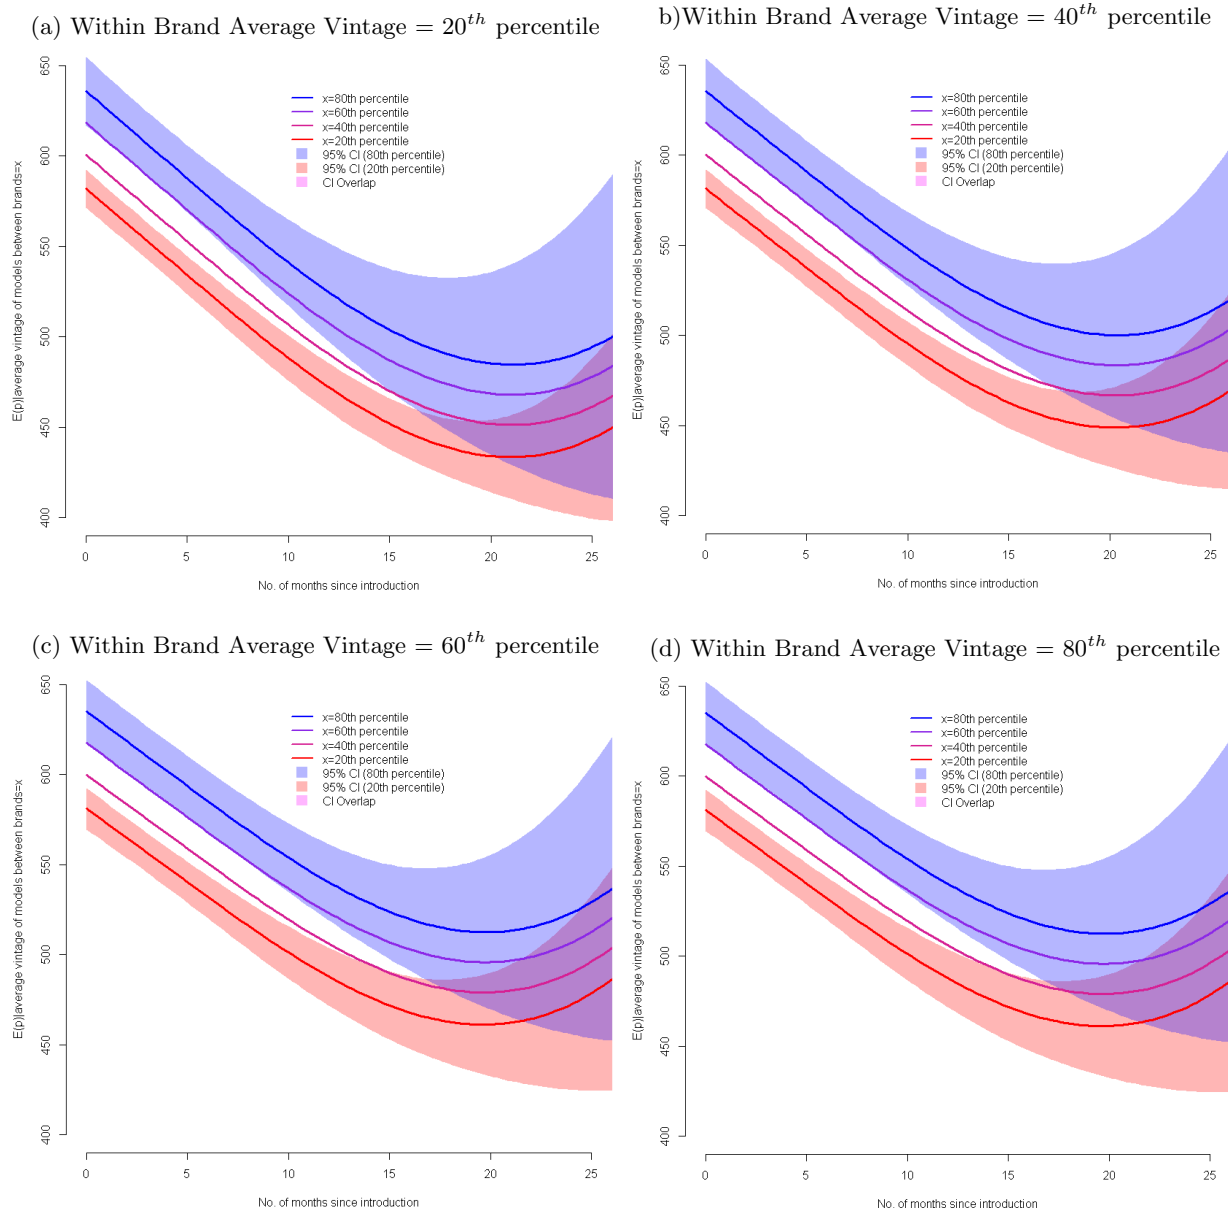 (a) Within Brand Average Vintage = 20th percentile
650
600
550
500
450
400
E(p)|average vintage of models between brands=x
x=80th percentile
x=60th percentile
x=40th percentile
x=20th percentile
95% CI (80th percentile)
95% CI (20th percentile)
CI Overlap
0 5 10 15 20 25
No. of months since introduction
b)Within Brand Average Vintage = 40th percentile
650
600
550
500
450
400
E(p)|average vintage of models between brands=x
x=80th percentile
x=60th percentile
x=40th percentile
x=20th percentile
95% CI (80th percentile)
95% CI (20th percentile)
CI Overlap
0 5 10 15 20 25
No. of months since introduction
(c) Within Brand Average Vintage = 60th percentile
650
600
550
500
450
400
E(p)|average vintage of models between brands=x
x=80th percentile
x=60th percentile
x=40th percentile
x=20th percentile
95% CI (80th percentile)
95% CI (20th percentile)
CI Overlap
0 5 10 15 20 25
No. of months since introduction
(d) Within Brand Average Vintage = 80th percentile
650
600
550
500
450
400
E(p)|average vintage of models between brands=x
x=80th percentile
x=60th percentile
x=40th percentile
x=20th percentile
95% CI (80th percentile)
95% CI (20th percentile)
CI Overlap
0 5 10 15 20 25
No. of months since introduction